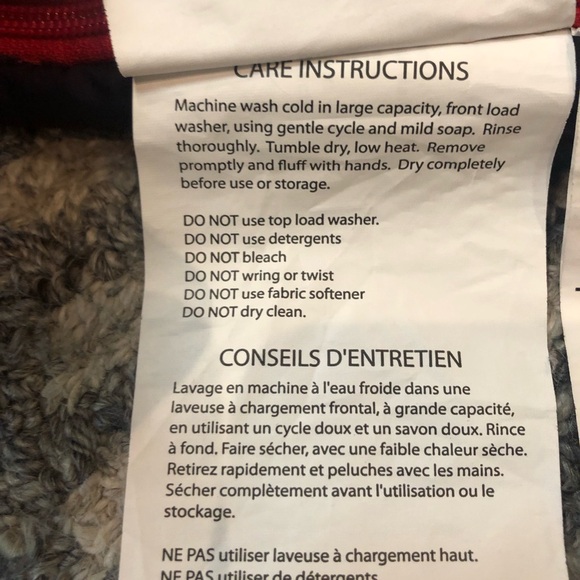 CARE INSTRUCTIONS
Machine wash cold in large capacity, front load
washer, using gentle cycle and mild soap. Rinse
thoroughly. Tumble dry, low heat. Remove
promptly and fluff with hands. Dry completely
before use or storage.
DO NOT use top load washer.
DO NOT use detergents
DO NOT bleach
DO NOT wring or twist
DO NOT use fabric softener
DO NOT dry clean.
CONSEILS D'ENTRETIEN
Lavage en machine à l'eau froide dans une
laveuse à chargement frontal, à grande capacité,
en utilisant un cycle doux et un savon doux. Rince
à fond. Faire sécher, avec une faible chaleur sèche.
Retirez rapidement et peluches avec les mains.
Sécher complètement avant l'utilisation ou le
stockage.
NE PAS utiliser laveuse à chargement haut.
NE PAS utiliser de détergents